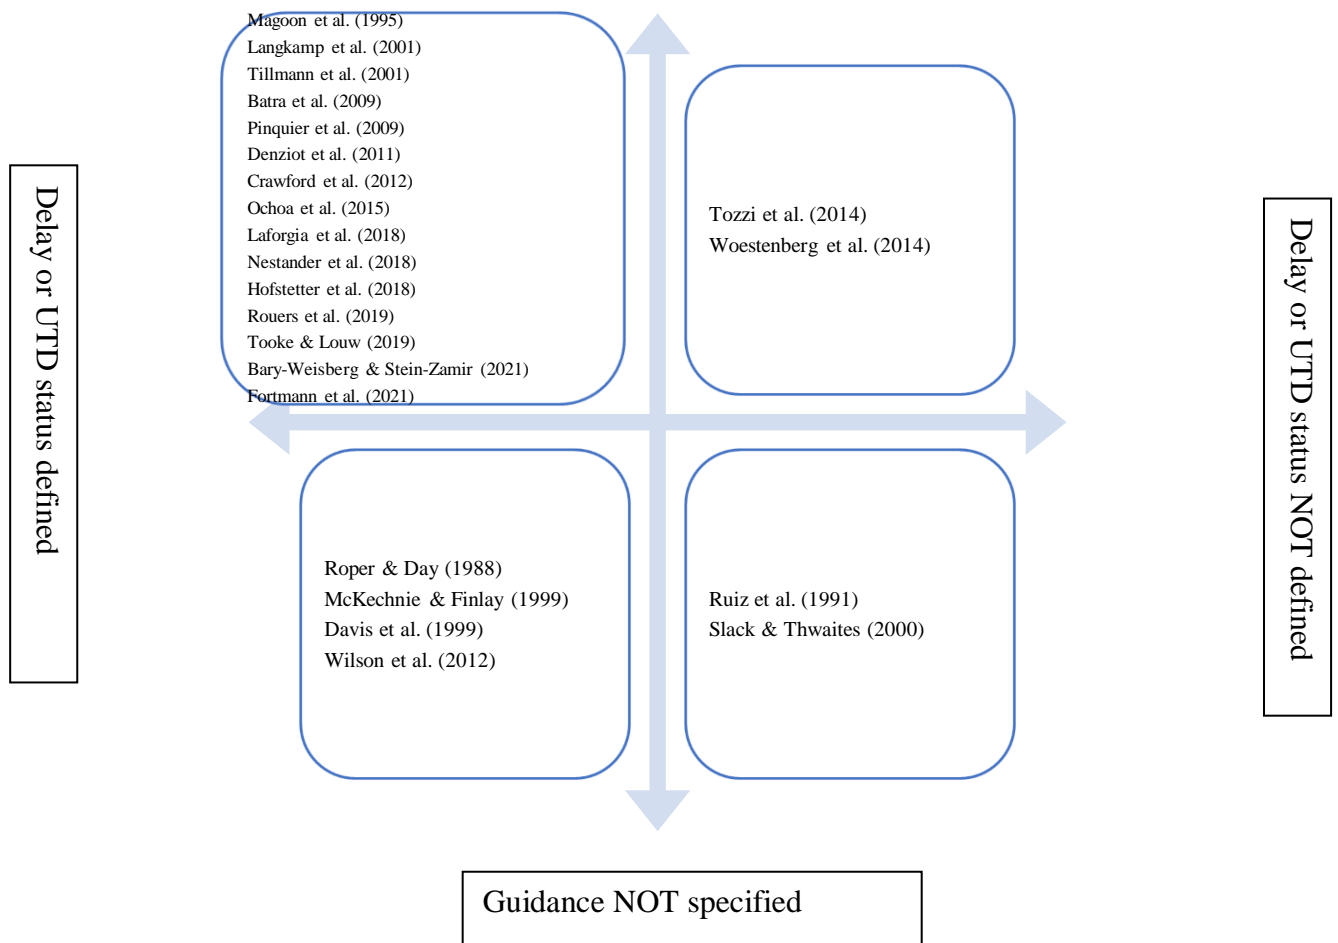 Magoon et al. (1995)
Langkamp et al. (2001)
Tillmann et al. (2001)
Batra et al. (2009)
Pinquier et al. (2009)
Denziot et al. (2011)
Crawford et al. (2012)
Ochoa et al. (2015)
Laforgia et al. (2018)
Nestander et al. (2018)
Hofstetter et al. (2018)
Rouers et al. (2019)
Tooke & Louw (2019)
Bary-Weisberg & Stein-Zamir (2021)
Fortmann et al. (2021)
Tozzi et al. (2014)
Woestenberg et al. (2014)
Delay or UTD status defined
Delay or UTD status NOT defined
Roper & Day (1988)
McKechnie & Finlay (1999)
Davis et al. (1999)
Wilson et al. (2012)
Ruiz et al. (1991)
Slack & Thwaites (2000)
Guidance NOT specified